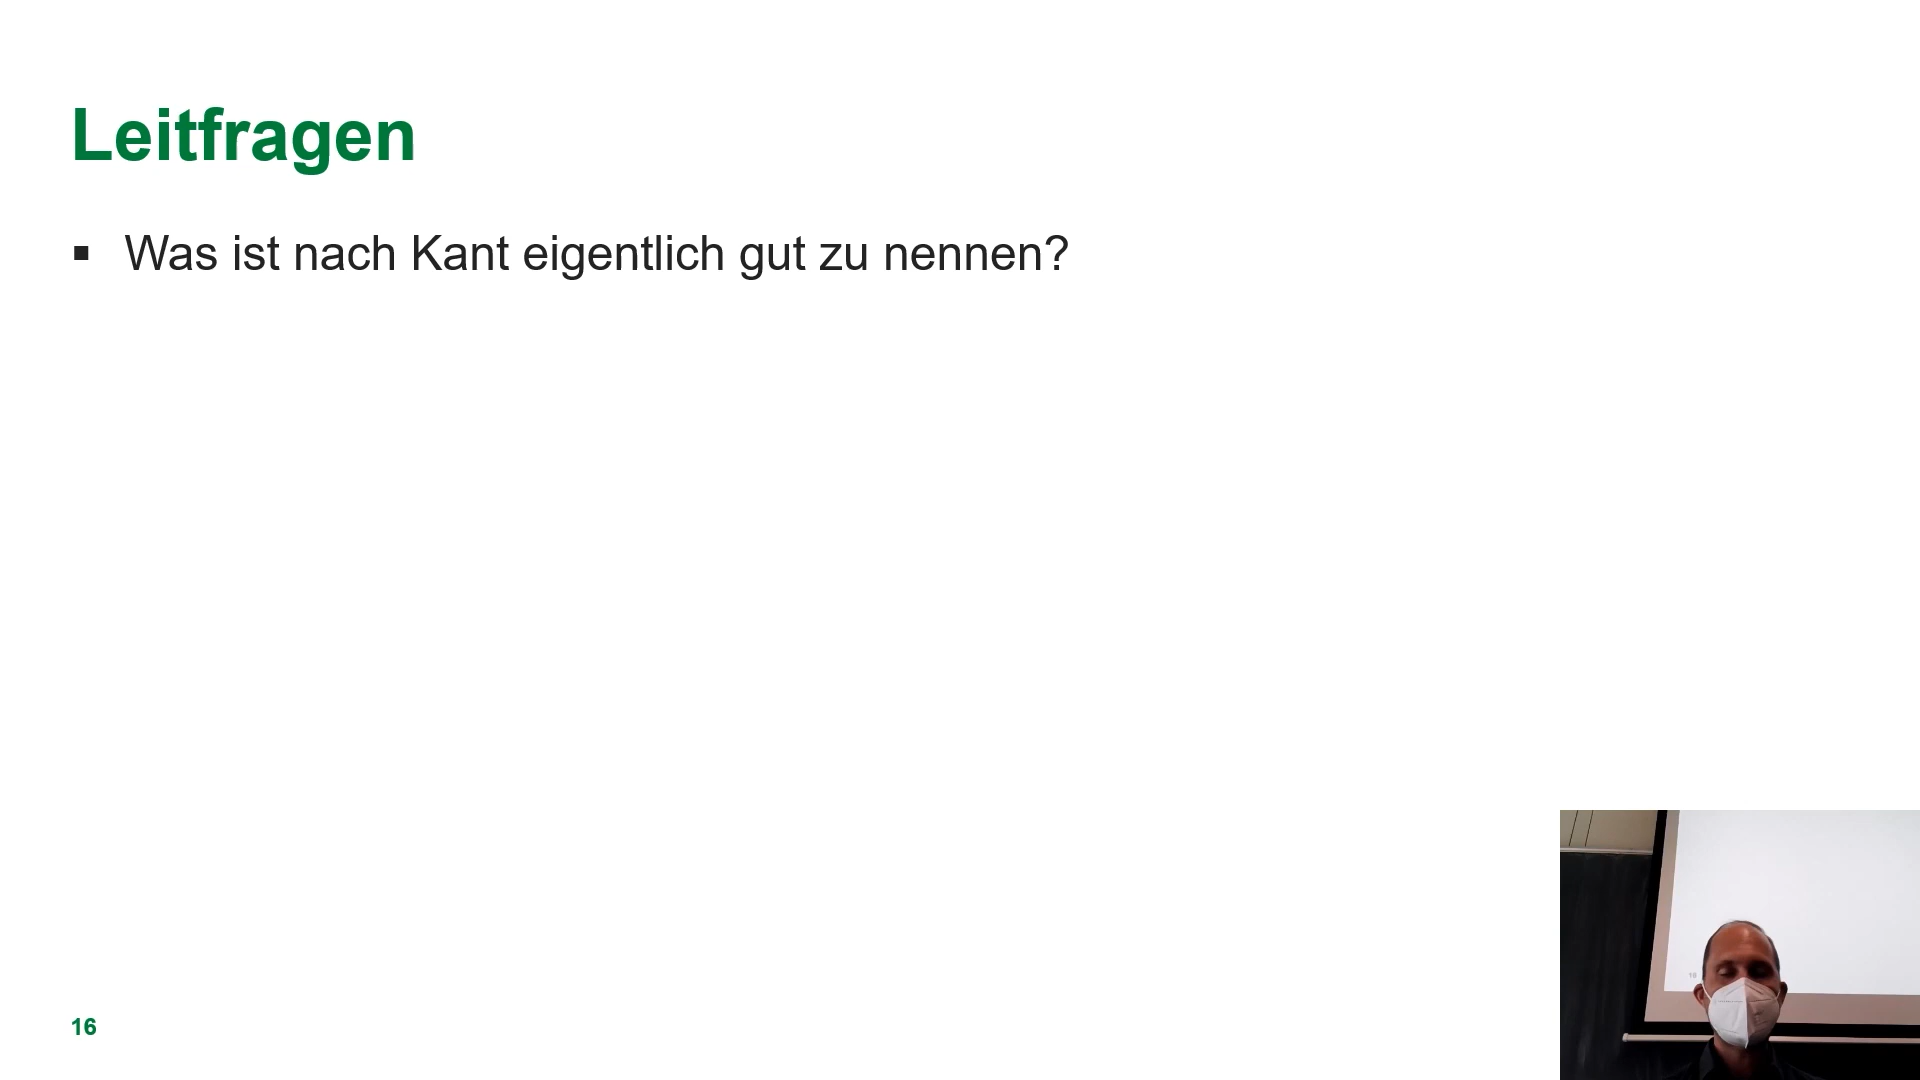 Leitfragen
▪ Was ist nach Kant eigentlich gut zu nennen?
16